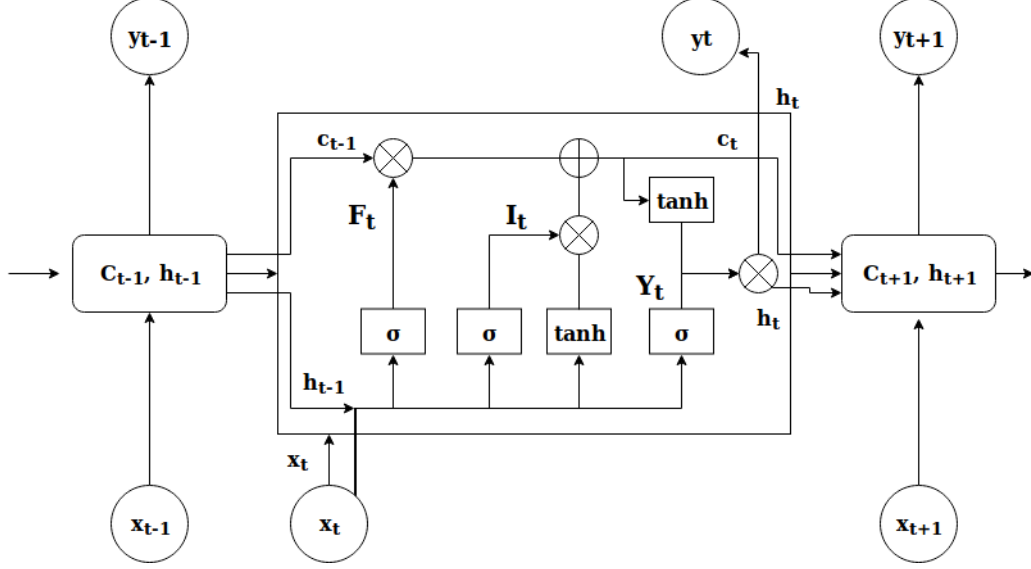 yt-1
yt
yt+1
ht
ct-1
ct
tanh
Ft
It
Ct-1, ht-1
Yt
Ct+1, ht+1
σ
σ
tanh
σ
ht
ht-1
xt
xt-1
xt
xt+1